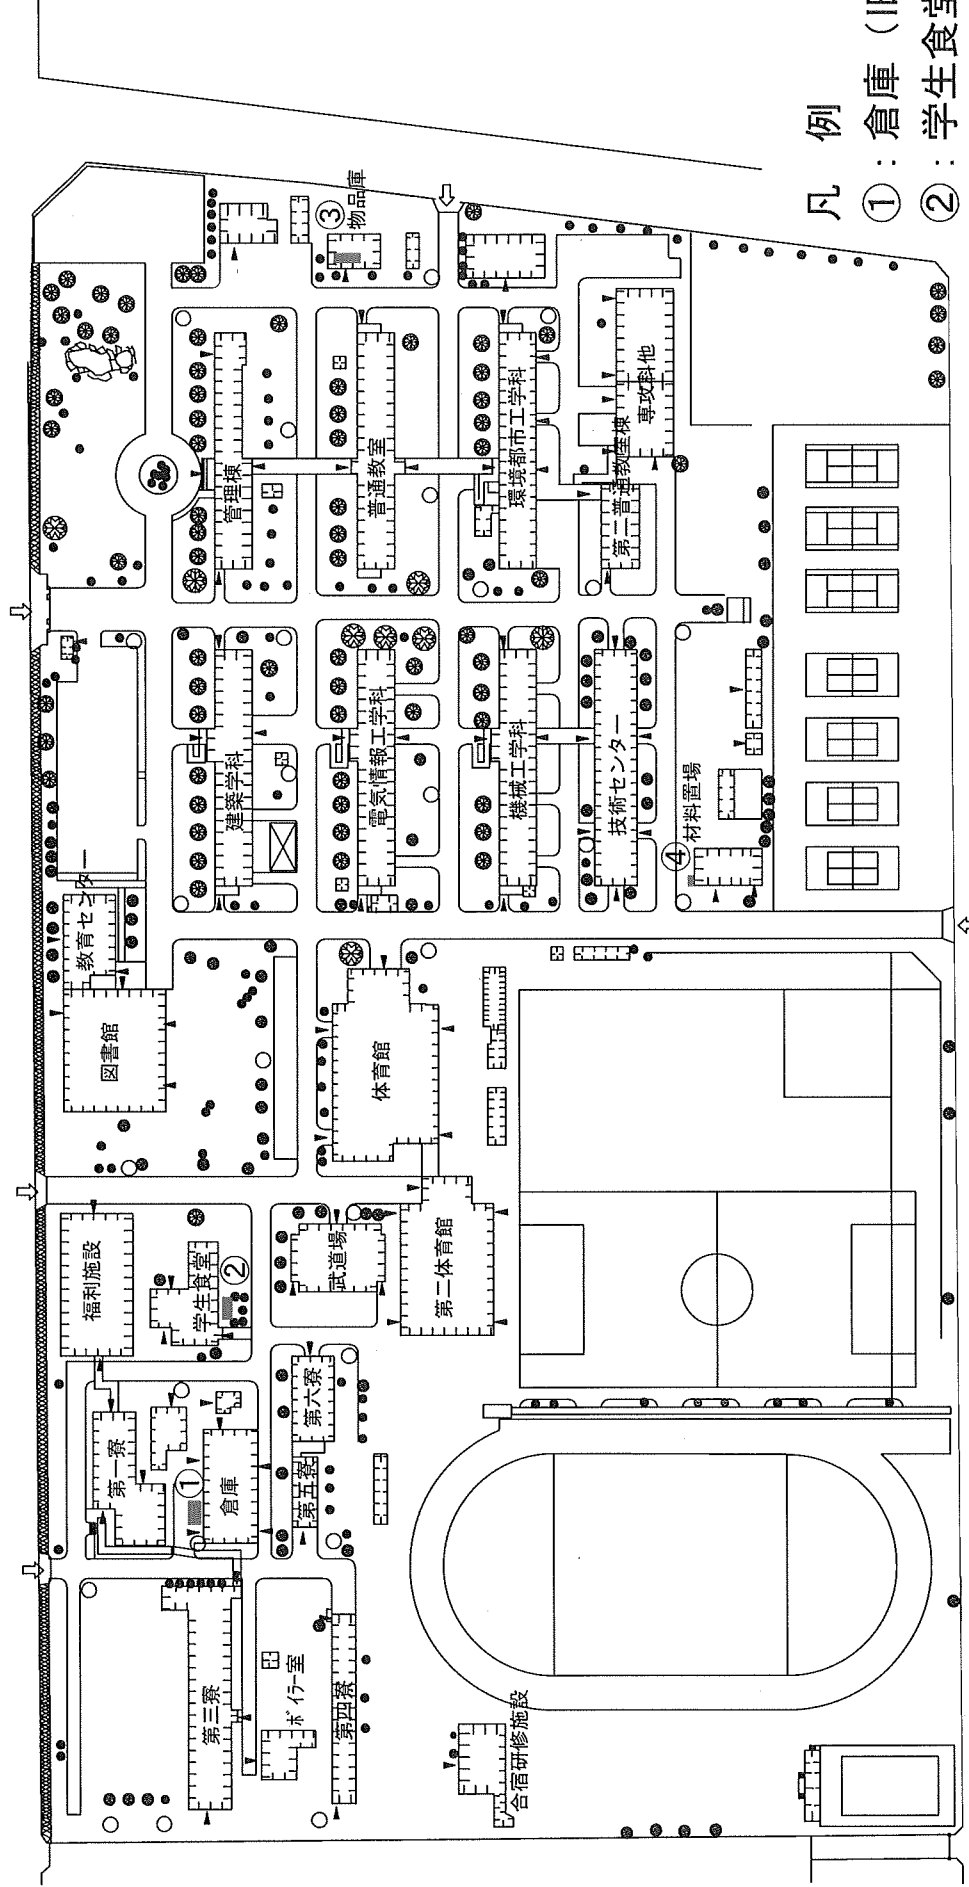 凡 例
①：倉庫（旧
②：学生食堂
③
物品庫
管理棟
普通教室
環境都市工学科
第二普通教室棟
専攻科他
建築学科
電気情報工学科
機械工学科
技術センター
④
材料置場
教育センター
図書館
体育館
福利施設
学生食堂
②
武道場
第二体育館
第一寮
①
倉庫
第五寮
第六寮
第三寮
ボイラー室
第四寮
合宿研修施設